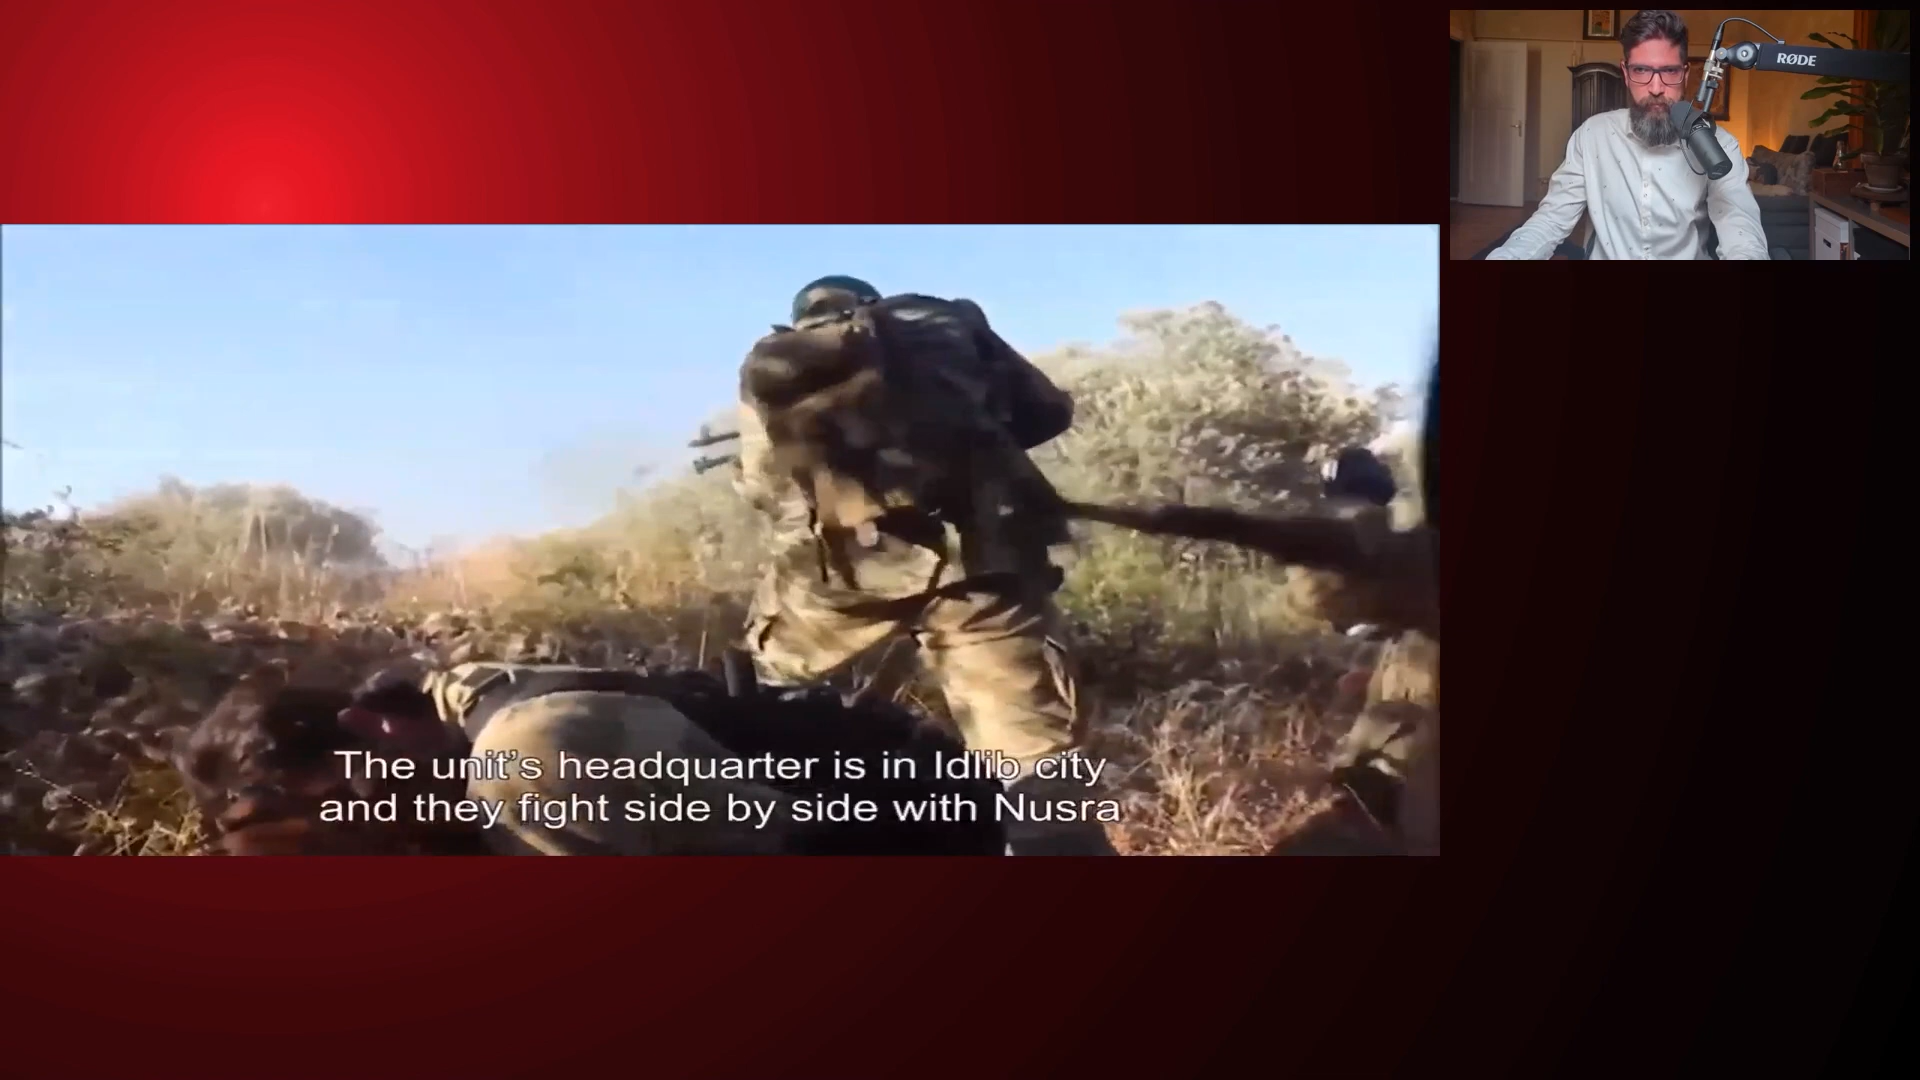 RØDE
The unit's headquarter is in Idlib city
and they fight side by side with Nusra